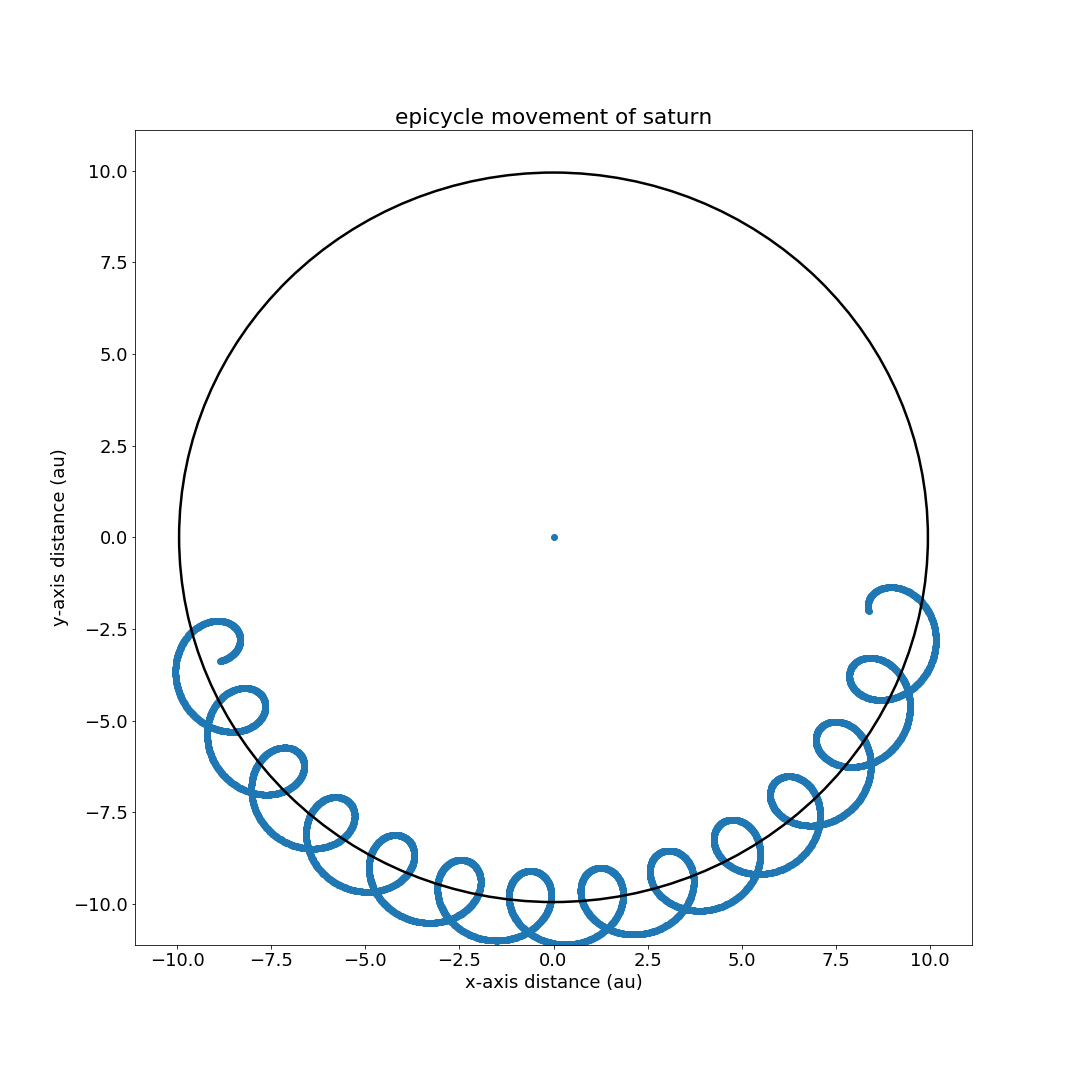 epicycle movement of saturn
10.0
7.5
5.0
2.5
0.0
−2.5
−5.0
−7.5
−10.0
y-axis distance (au)
−10.0 −7.5 −5.0 −2.5 0.0 2.5 5.0 7.5 10.0
x-axis distance (au)